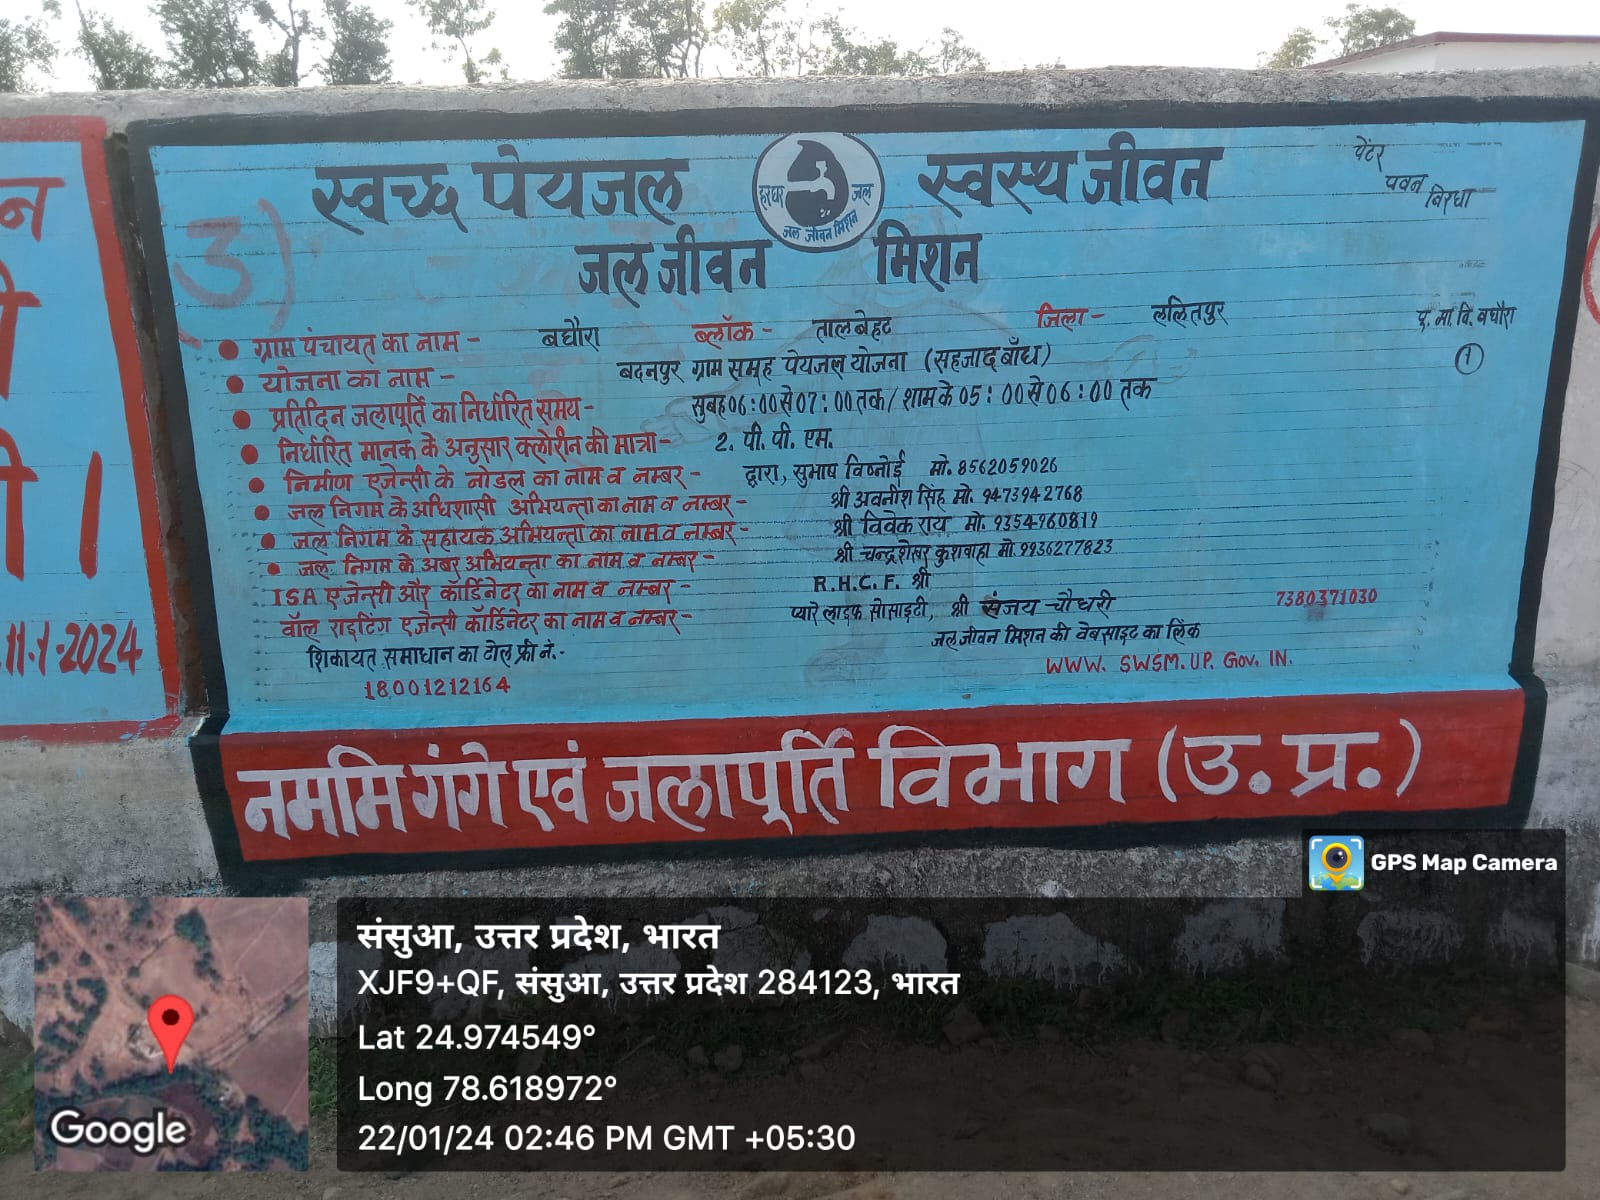 स्वच्छ पेयजल स्वस्थ जीवन
हर घर जल
जल जीवन मिशन
जल जीवन मिशन
पेंटर
पवन बिरधा
३)
ग्राम पंचायत का नाम - बघौरा ब्लॉक - तालबेहट जिला - ललितपुर
पू. मा. वि. बघौरा
1
योजना का नाम - बदनपुर ग्राम समूह पेयजल योजना (सहजाद बाँध)
प्रतिदिन जलापूर्ति का निर्धारित समय - सुबह 06:00 से 07:00 तक / शाम के 05:00 से 06:00 तक
निर्धारित मानक के अनुसार क्लोरीन की मात्रा - 2. पी. पी. एम.
निर्माण एजेन्सी के नोडल का नाम व नम्बर - द्वारा, सुभाष विष्नोई मो. 8562059026
जल निगम के अधिशासी अभियन्ता का नाम व नम्बर - श्री अवनीश सिंह मो. 9473942768
जल निगम के सहायक अभियन्ता का नाम व नम्बर - श्री विवेक राय मो. 9354960819
जल निगम के अबर अभियन्ता का नाम व नम्बर - श्री चन्द्रशेखर कुशवाहा मो. 9936277823
ISA एजेन्सी और कॉर्डिनेटर का नाम व नम्बर - R.H.C.F. श्री
वॉल राइटिंग एजेन्सी कॉर्डिनेटर का नाम व नम्बर - प्यारे लाइफ सोसाइटी, श्री संजय चौधरी 7380371030
शिकायत समाधान का टोल फ्री नं.- जल जीवन मिशन की वेबसाइट का लिंक
18001212164 WWW. SWSM.UP. Gov. IN.
नमामि गंगे एवं जलापूर्ति विभाग (उ. प्र.)
न
ी
ी।
11-1-2024
GPS Map Camera
संसुआ, उत्तर प्रदेश, भारत
XJF9+QF, संसुआ, उत्तर प्रदेश 284123, भारत
Lat 24.974549°
Long 78.618972°
22/01/24 02:46 PM GMT +05:30
Google